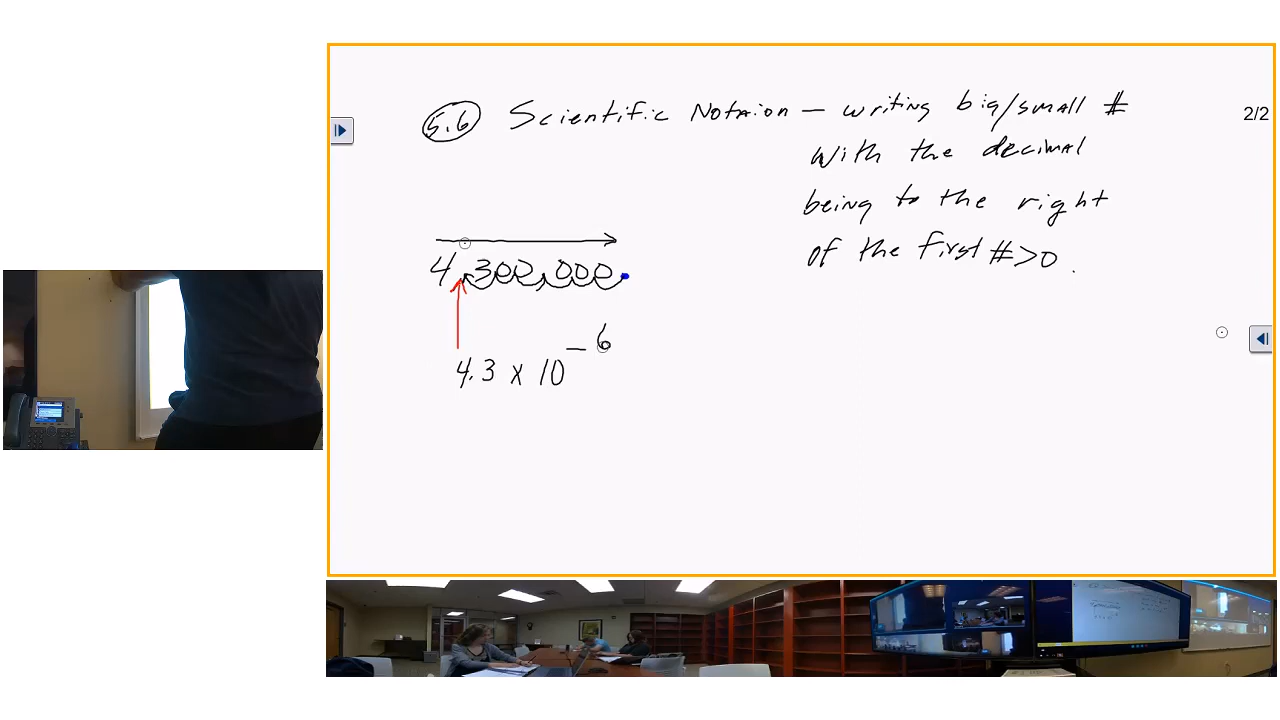 5.6 Scientific Notaion – writing big/small #
2/2
with the decimal
being to the right
of the first # > 0.
4,300,000.
4.3 x 10^–6